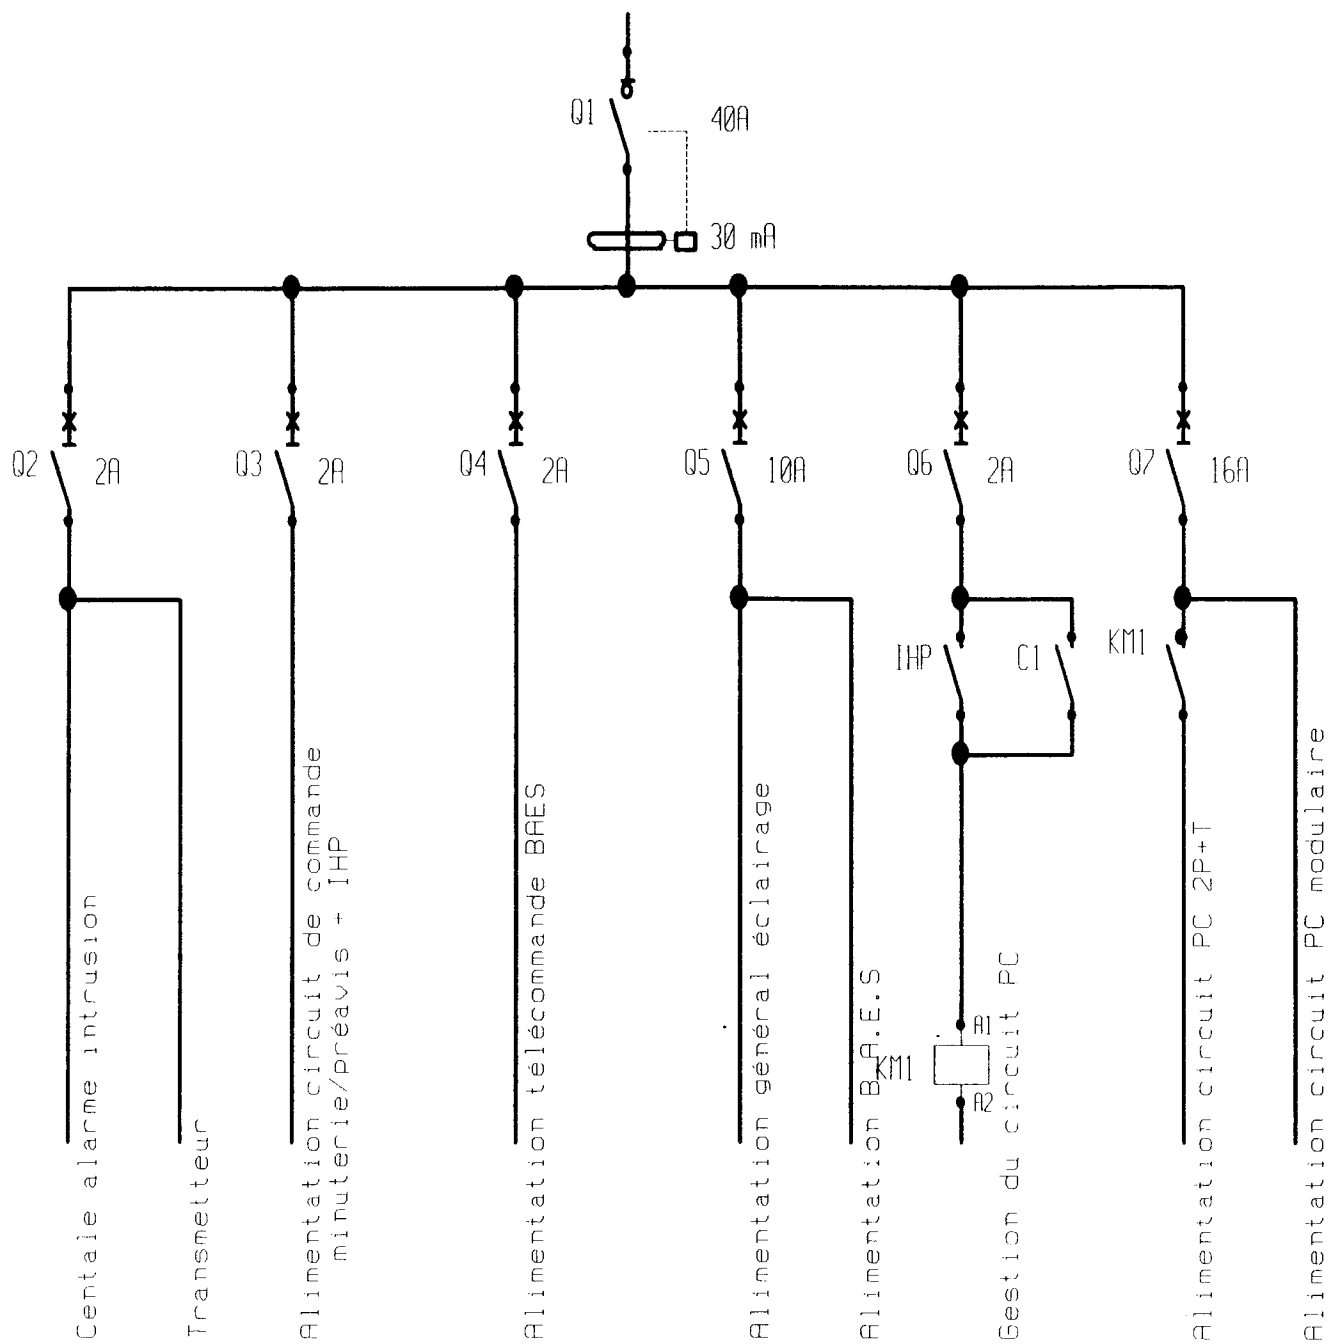 Q1
40A
30 mA
Q2
2A
Q3
2A
Q4
2A
Q5
10A
Q6
2A
Q7
16A
IHP
C1
KM1
A1
KM1
A2
Centale alarme intrusion
Transmetteur
Alimentation circuit de commande
minuterie/préavis + IHP
Alimentation télécommande BAES
Alimentation général éclairage
Alimentation B.A.E.S
Gestion du circuit PC
Alimentation circuit PC 2P+T
Alimentation circuit PC modulaire